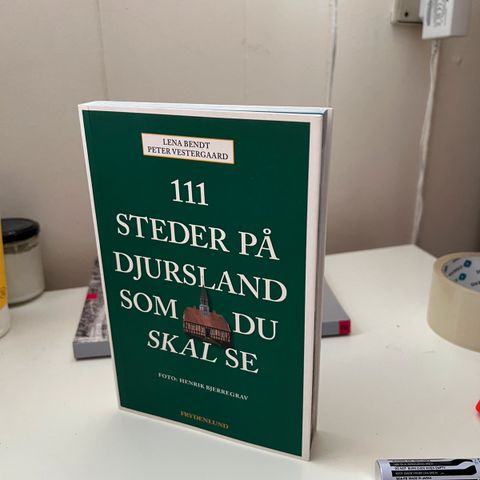 LENA BENDT
PETER VESTERGAARD
111
STEDER PÅ
DJURSLAND
SOM DU
SKAL SE
FOTO: HENRIK BJERREGRAV
FRYDENLUND